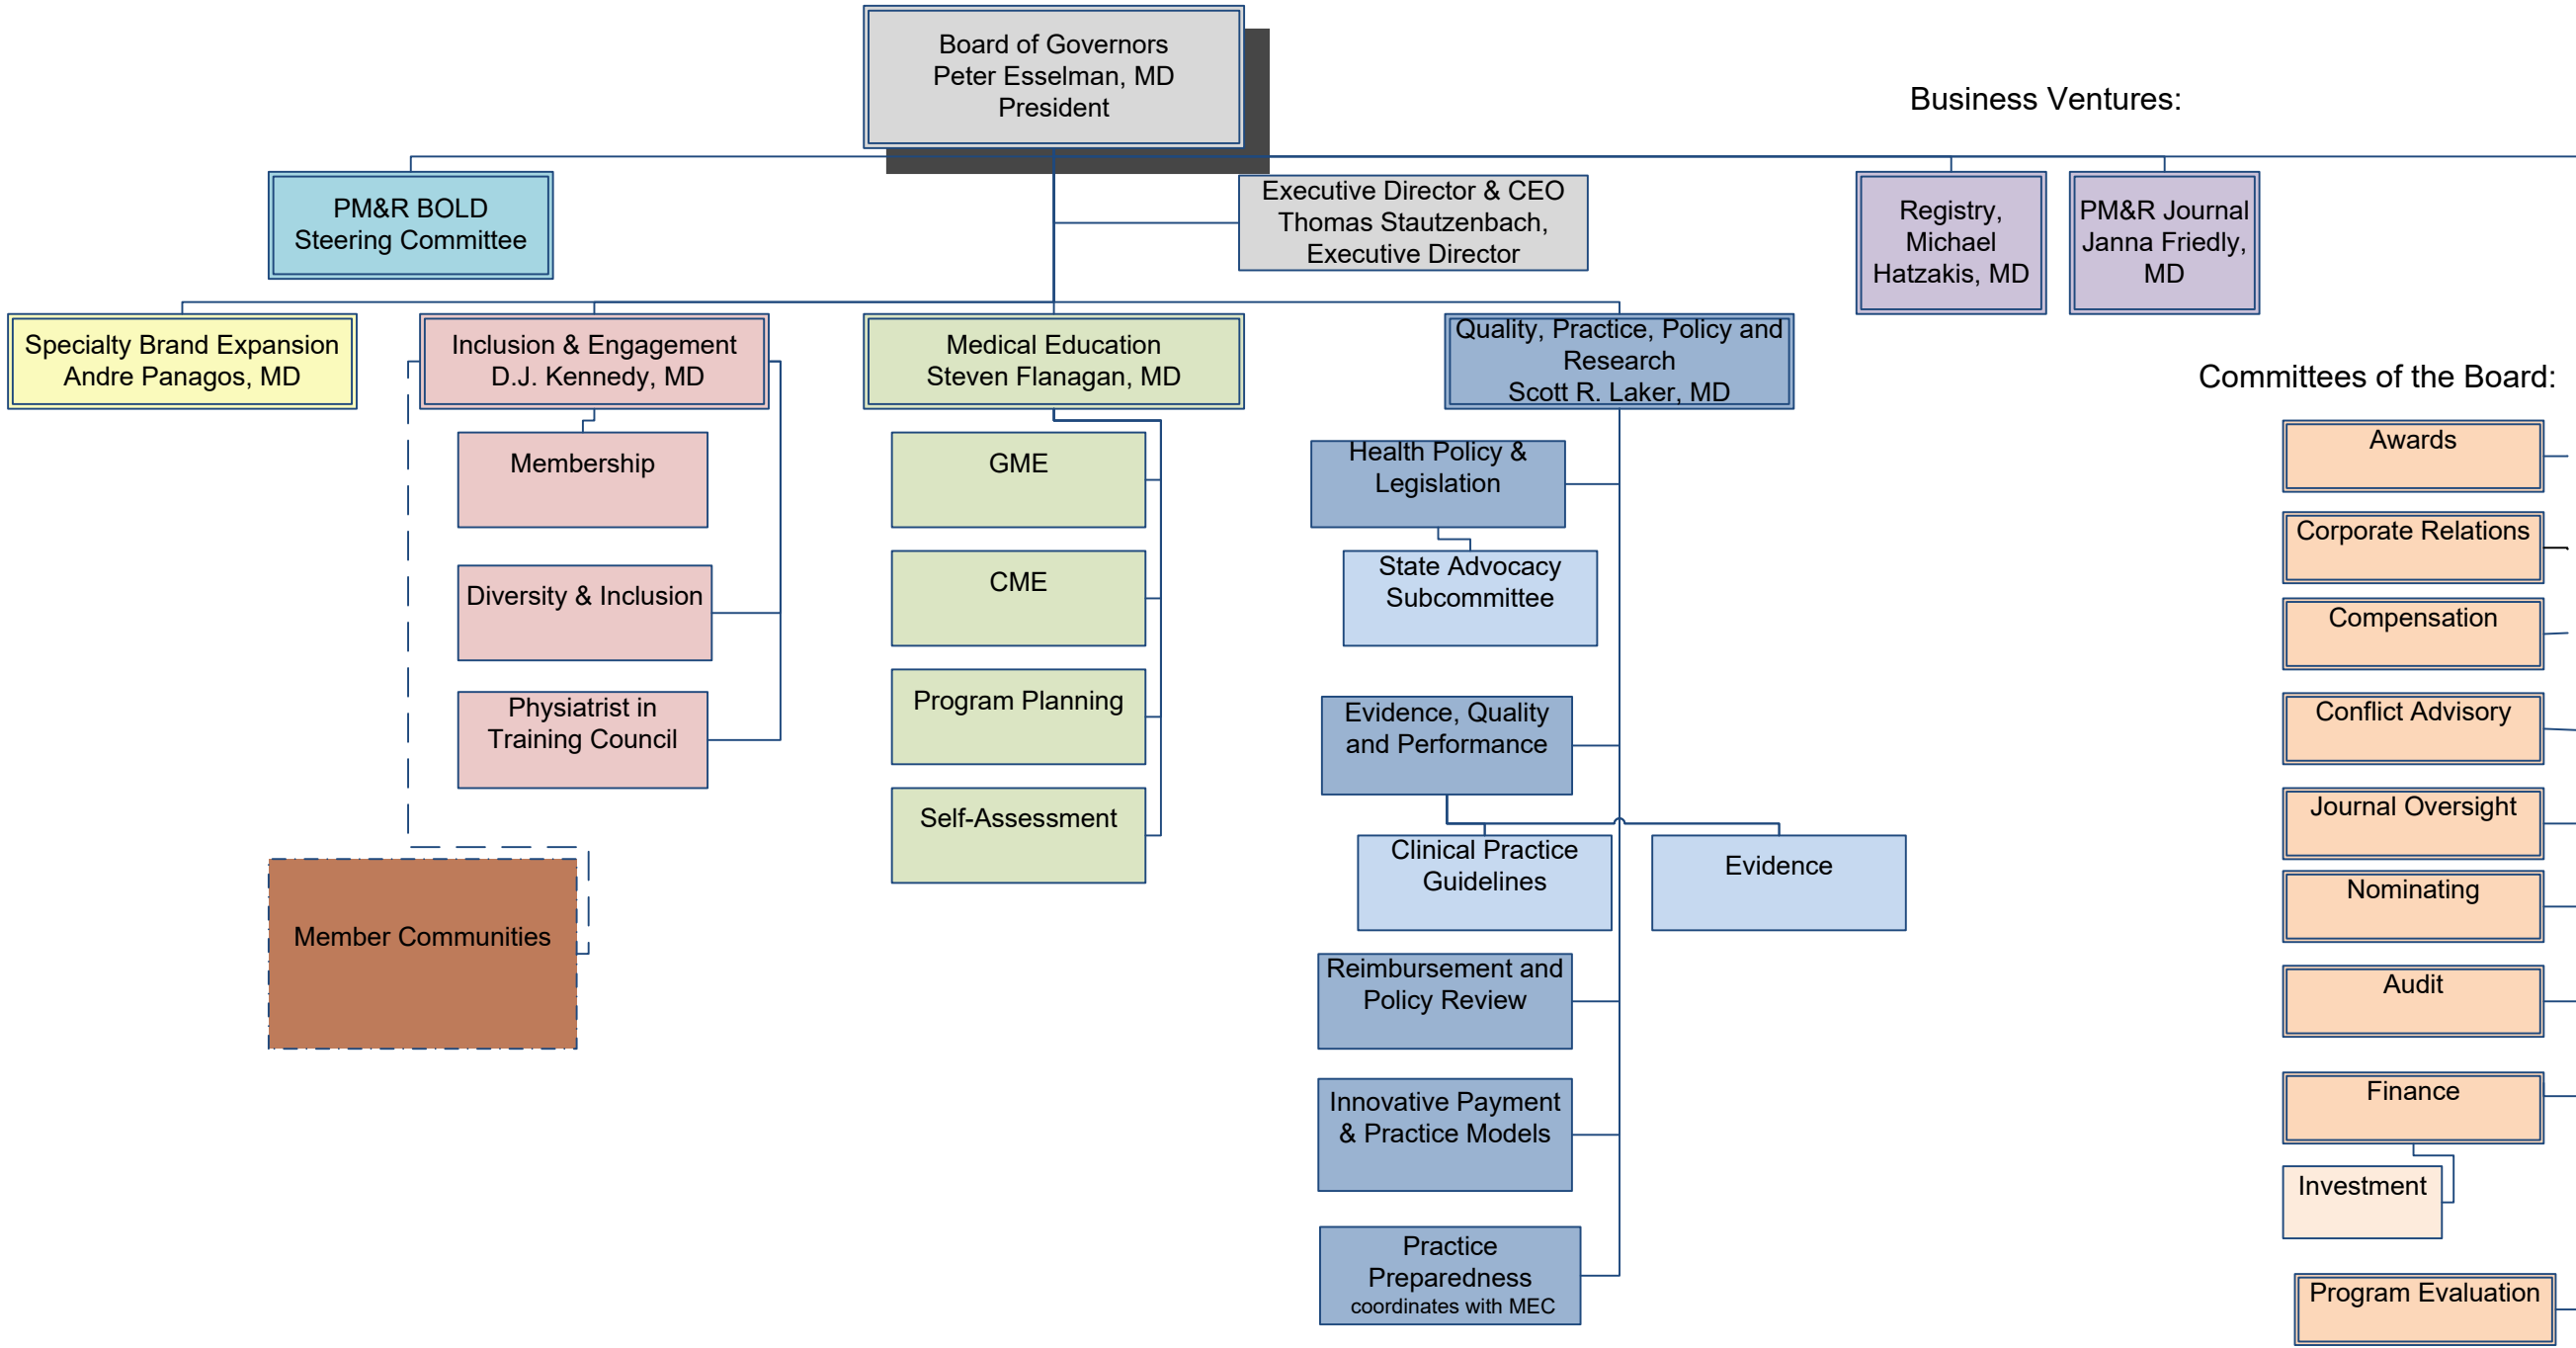 Board of Governors
Peter Esselman, MD
President
Business Ventures:
PM&R BOLD
Steering Committee
Executive Director & CEO
Thomas Stautzenbach,
Executive Director
Registry,
Michael
Hatzakis, MD
PM&R Journal
Janna Friedly,
MD
Specialty Brand Expansion
Andre Panagos, MD
Inclusion & Engagement
D.J. Kennedy, MD
Medical Education
Steven Flanagan, MD
Quality, Practice, Policy and
Research
Scott R. Laker, MD
Membership
Diversity & Inclusion
Physiatrist in
Training Council
Member Communities
GME
CME
Program Planning
Self-Assessment
Health Policy &
Legislation
State Advocacy
Subcommittee
Evidence, Quality
and Performance
Clinical Practice
Guidelines
Evidence
Reimbursement and
Policy Review
Innovative Payment
& Practice Models
Practice
Preparedness
coordinates with MEC
Committees of the Board:
Awards
Corporate Relations
Compensation
Conflict Advisory
Journal Oversight
Nominating
Audit
Finance
Investment
Program Evaluation